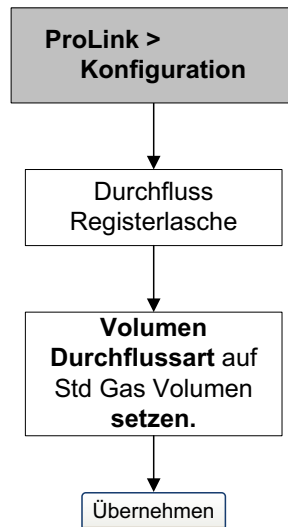 ProLink >
Konfiguration
Durchfluss
Registerlasche
Volumen
Durchflussart auf
Std Gas Volumen
setzen.
Übernehmen